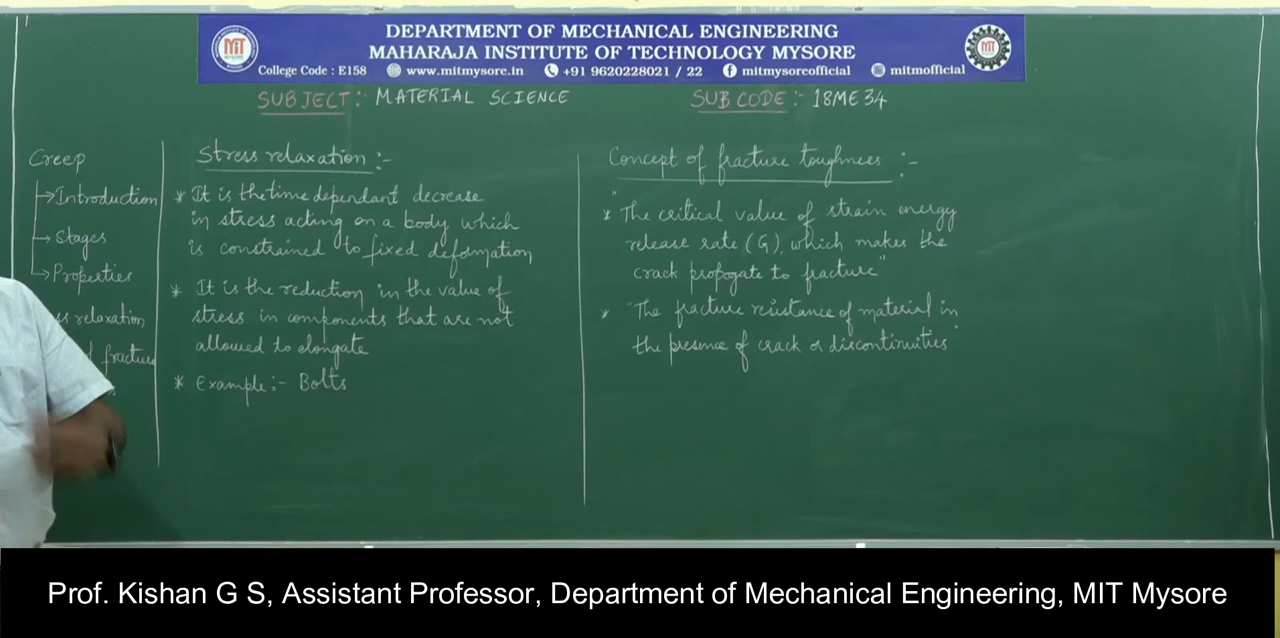 DEPARTMENT OF MECHANICAL ENGINEERING
MAHARAJA INSTITUTE OF TECHNOLOGY MYSORE
College Code : E158 www.mitmysore.in +91 9620228021 / 22 mitmysoreofficial mitmofficial
MIT
MYSORE
MIT
SUBJECT :- MATERIAL SCIENCE
SUB CODE :- 18ME34
Creep
→Introduction
→Stages
→Properties
ss relaxation
fracture
Stress relaxation :-
* It is the time dependant decrease
in stress acting on a body which
is constrained to fixed deformation
* It is the reduction in the value of
stress in components that are not
allowed to elongate
* Example :- Bolts
Concept of fracture toughness :-
* "The critical value of strain energy
release rate (G), which makes the
crack propogate to fracture"
* "The fracture resistance of material in
the presence of crack or discontinuities"
Prof. Kishan G S, Assistant Professor, Department of Mechanical Engineering, MIT Mysore